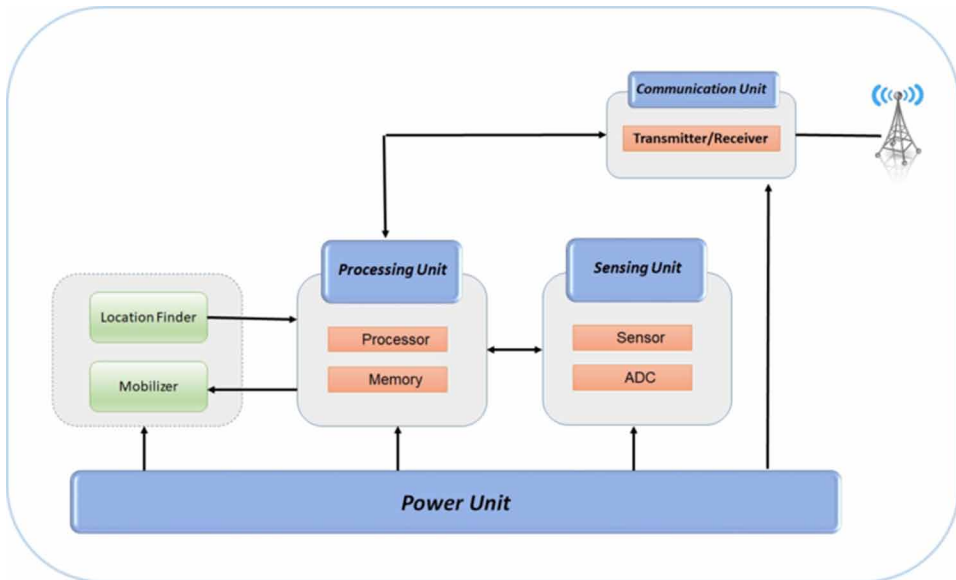 Communication Unit
Transmitter/Receiver
Processing Unit
Sensing Unit
Location Finder
Processor
Sensor
Mobilizer
Memory
ADC
Power Unit